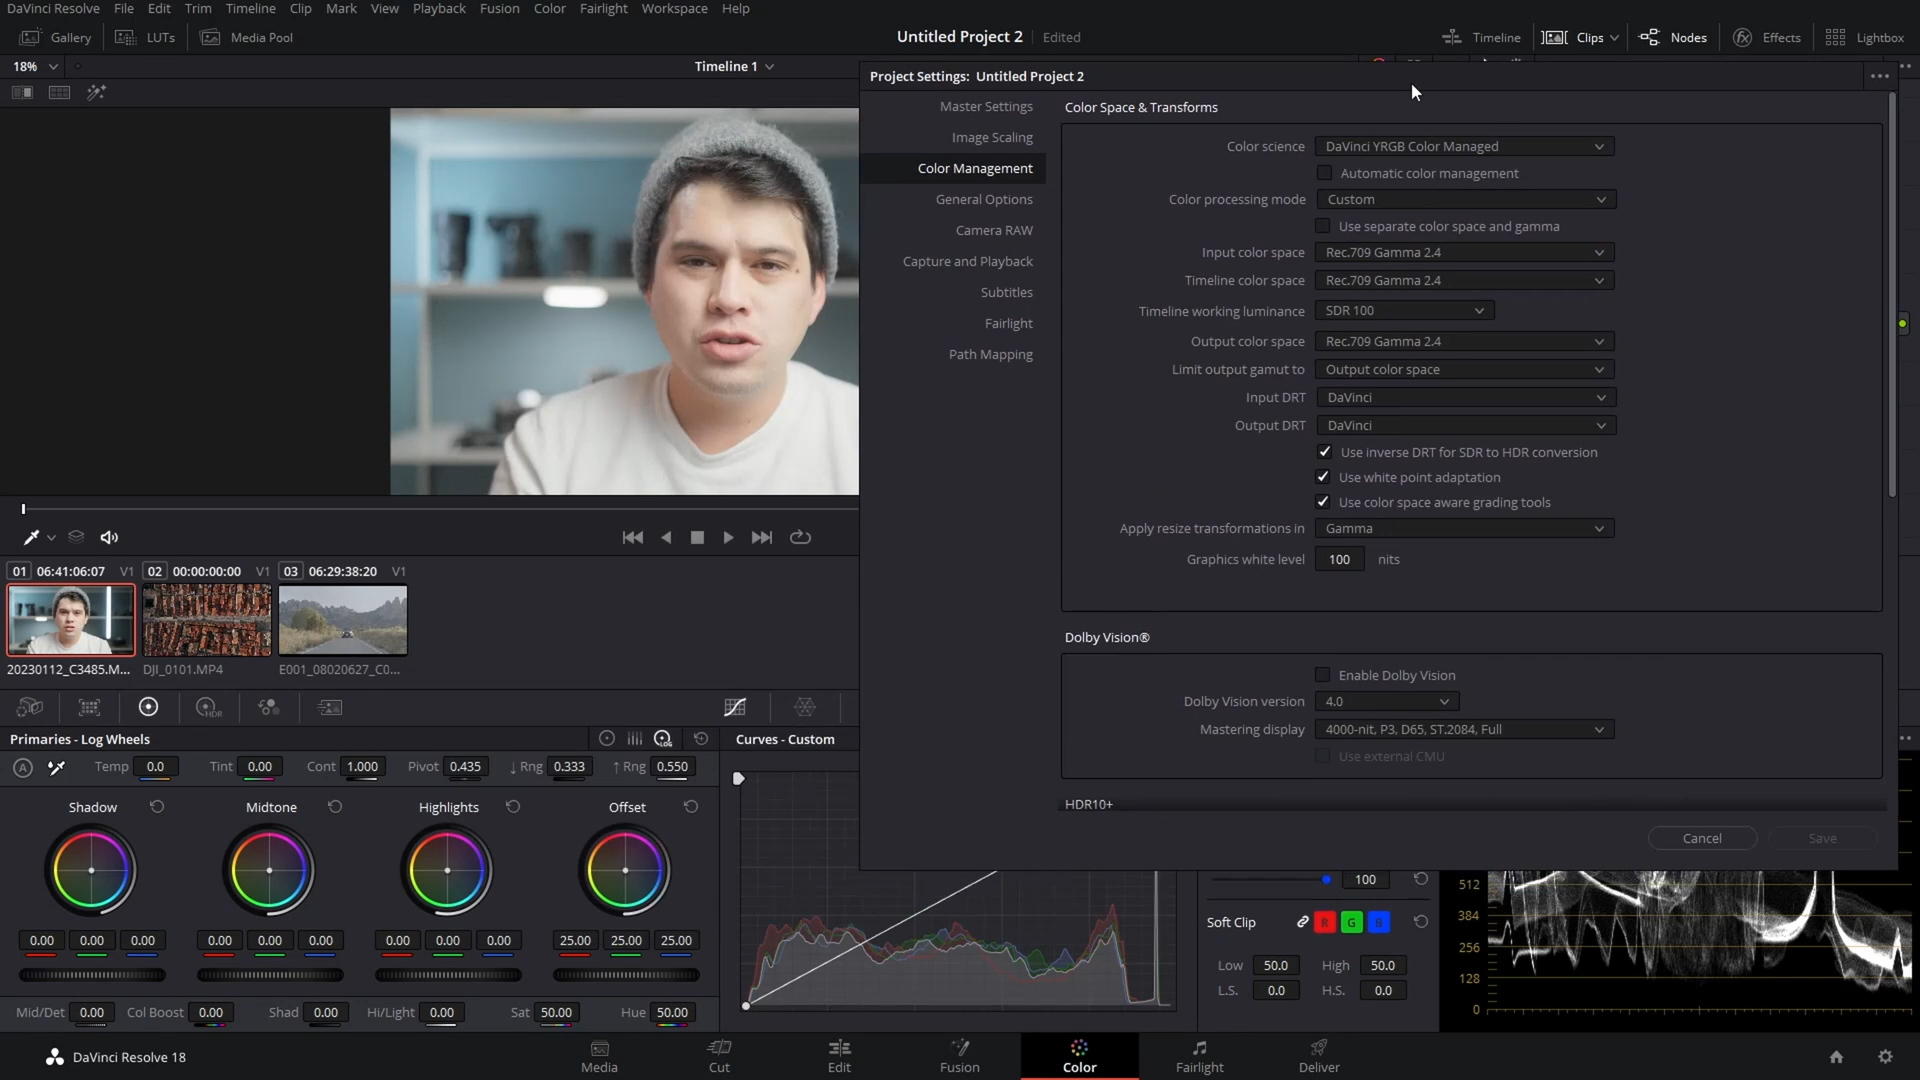 DaVinci Resolve File Edit Trim Timeline Clip Mark View Playback Fusion Color Fairlight Workspace Help
Gallery LUTs Media Pool Untitled Project 2 Edited Timeline Clips Nodes Effects Lightbox
18% Timeline 1
Project Settings: Untitled Project 2
Master Settings
Image Scaling
Color Management
General Options
Camera RAW
Capture and Playback
Subtitles
Fairlight
Path Mapping
Color Space & Transforms
Color science DaVinci YRGB Color Managed
Automatic color management
Color processing mode Custom
Use separate color space and gamma
Input color space Rec.709 Gamma 2.4
Timeline color space Rec.709 Gamma 2.4
Timeline working luminance SDR 100
Output color space Rec.709 Gamma 2.4
Limit output gamut to Output color space
Input DRT DaVinci
Output DRT DaVinci
Use inverse DRT for SDR to HDR conversion
Use white point adaptation
Use color space aware grading tools
Apply resize transformations in Gamma
Graphics white level 100 nits
Dolby Vision®
Enable Dolby Vision
Dolby Vision version 4.0
Mastering display 4000-nit, P3, D65, ST.2084, Full
Use external CMU
HDR10+
Cancel Save
01 06:41:06:07 V1 02 00:00:00:00 V1 03 06:29:38:20 V1
20230112_C3485.M... DJI_0101.MP4 E001_08020627_C0...
HDR
Primaries - Log Wheels LOG Curves - Custom
A Temp 0.0 Tint 0.00 Cont 1.000 Pivot 0.435 ↓ Rng 0.333 ↑ Rng 0.550
Shadow Midtone Highlights Offset
0.00 0.00 0.00 0.00 0.00 0.00 0.00 0.00 0.00 25.00 25.00 25.00
Mid/Det 0.00 Col Boost 0.00 Shad 0.00 Hi/Light 0.00 Sat 50.00 Hue 50.00
100
Soft Clip R G B
Low 50.0 High 50.0
L.S. 0.0 H.S. 0.0
512
384
256
128
0
DaVinci Resolve 18 Media Cut Edit Fusion Color Fairlight Deliver